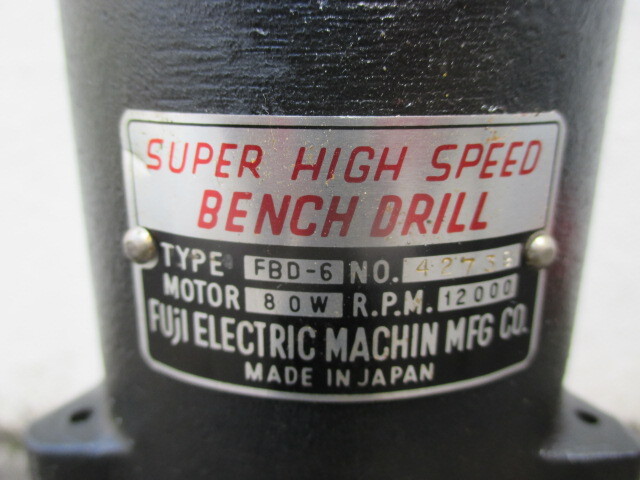 SUPER HIGH SPEED
BENCH DRILL
TYPE FBD-6 NO.
MOTOR 80W R.P.M. 12000
FUjI ELECTRIC MACHIN MFG CO.
MADE IN JAPAN